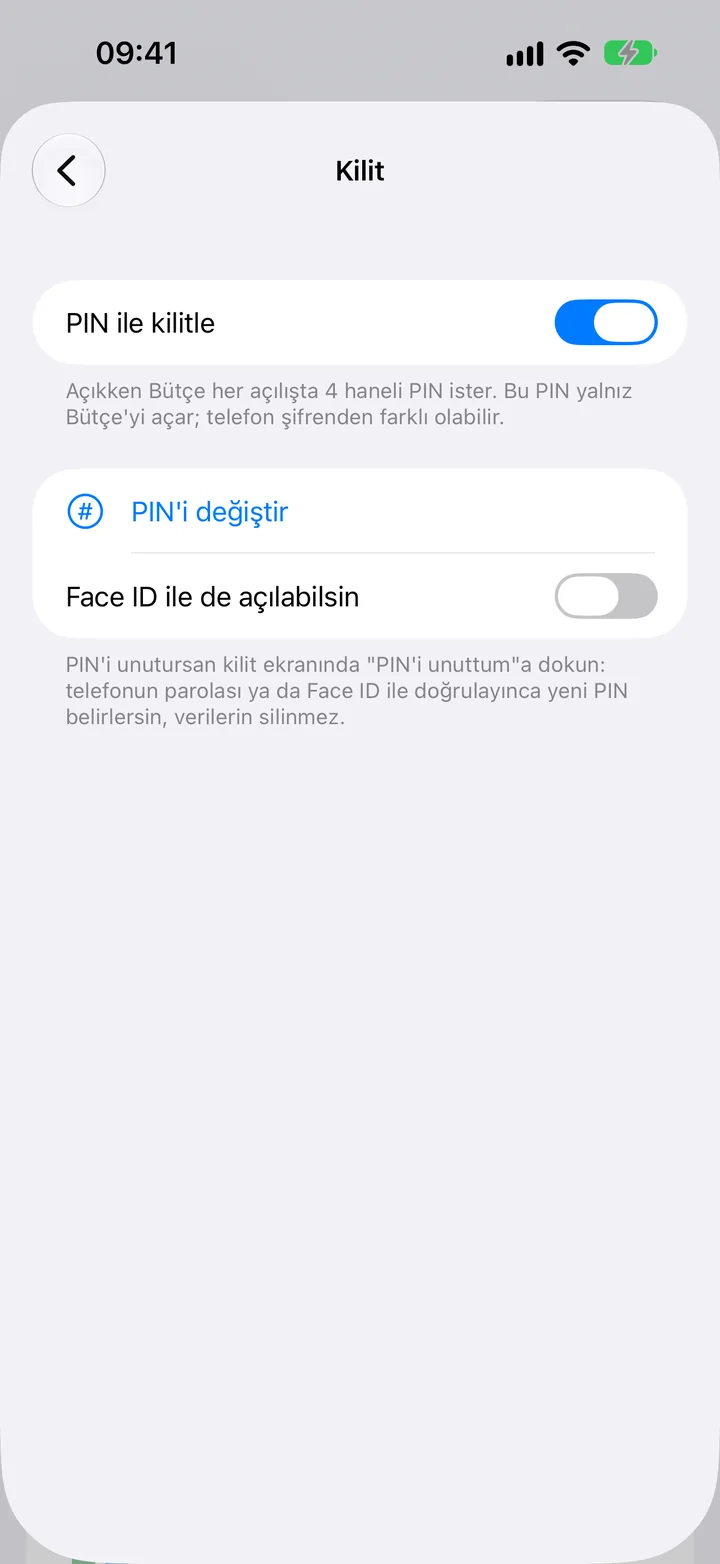 09:41
Kilit
PIN ile kilitle
Açıkken Bütçe her açılışta 4 haneli PIN ister. Bu PIN yalnız
Bütçe'yi açar; telefon şifrenden farklı olabilir.
# PIN'i değiştir
Face ID ile de açılabilsin
PIN'i unutursan kilit ekranında "PIN'i unuttum"a dokun:
telefonun parolası ya da Face ID ile doğrulayınca yeni PIN
belirlersin, verilerin silinmez.